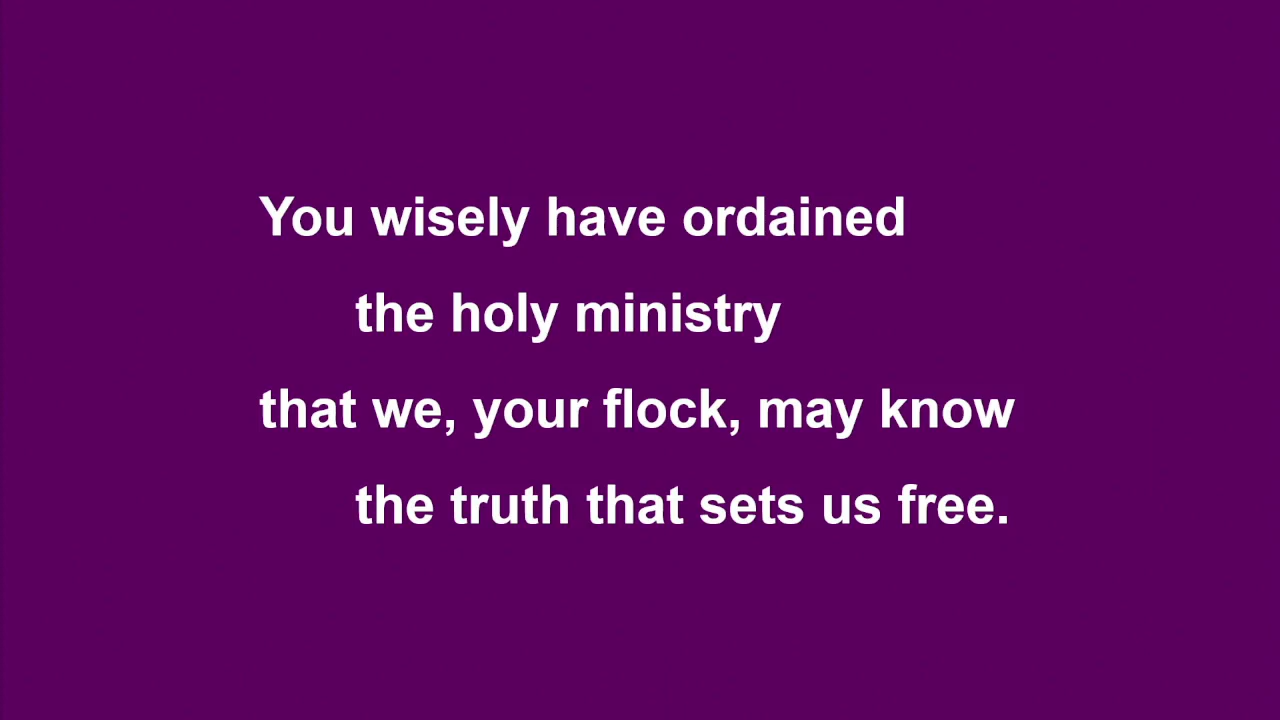 You wisely have ordained
the holy ministry
that we, your flock, may know
the truth that sets us free.